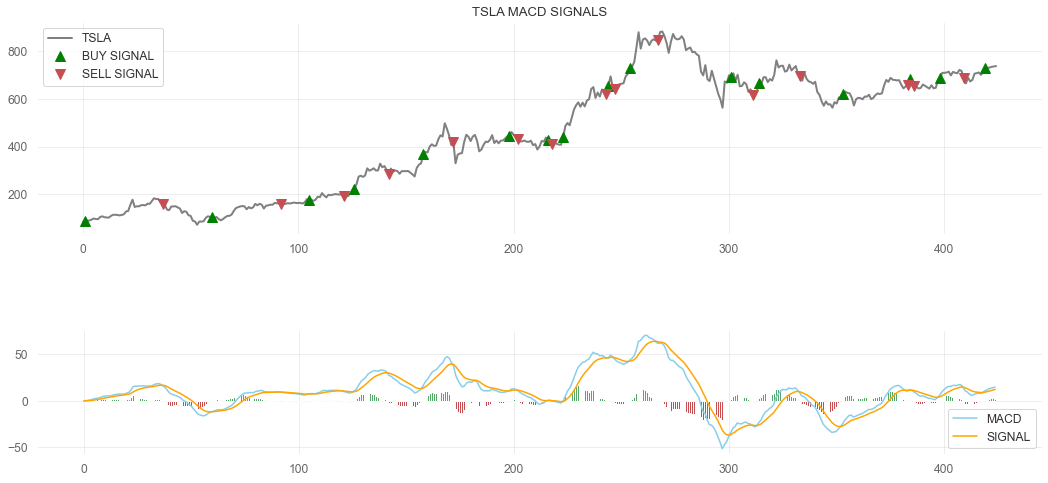 TSLA MACD SIGNALS
TSLA
BUY SIGNAL
SELL SIGNAL
800
600
400
200
0 100 200 300 400
50
0
−50
MACD
SIGNAL
0 100 200 300 400